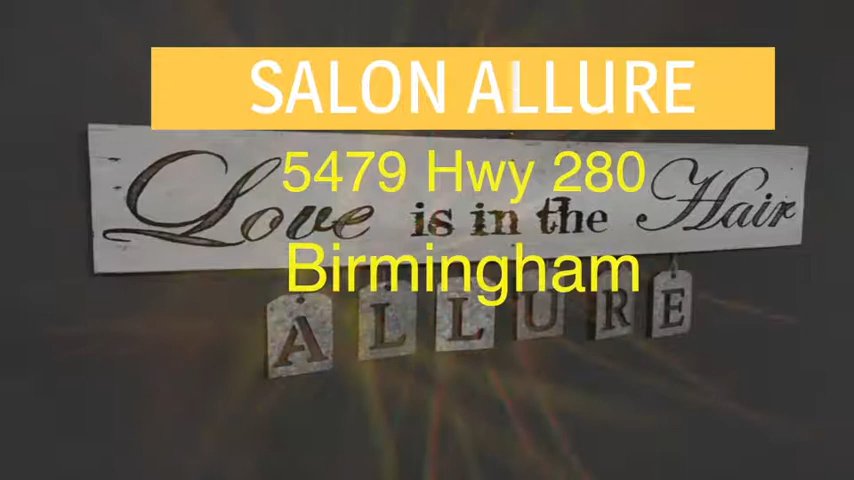 SALON ALLURE
5479 Hwy 280
Love is in the Hair
Birmingham
ALLURE